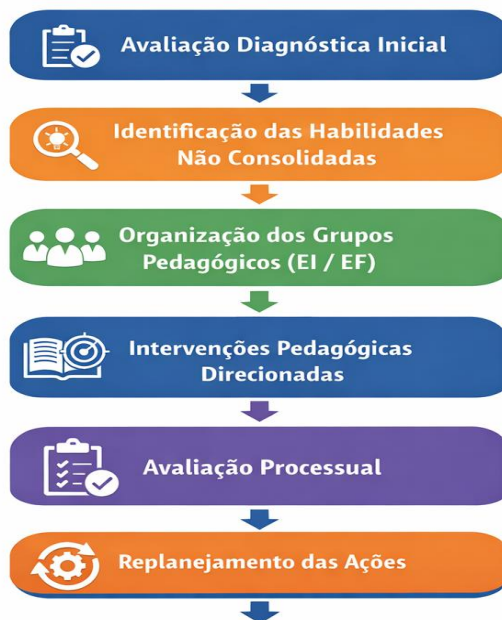 Avaliação Diagnóstica Inicial
Identificação das Habilidades
Não Consolidadas
Organização dos Grupos
Pedagógicos (EI / EF)
Intervenções Pedagógicas
Direcionadas
Avaliação Processual
Replanejamento das Ações